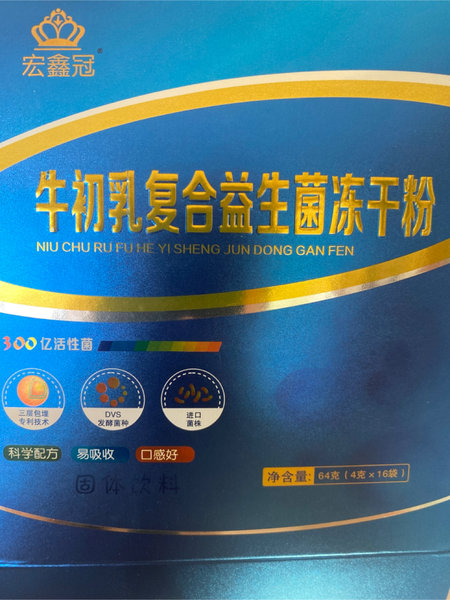 宏鑫冠®
牛初乳复合益生菌冻干粉
NIU CHU RU FU HE YI SHENG JUN DONG GAN FEN
300亿活性菌
三层包埋
专利技术
DVS
发酵菌种
进口
菌株
科学配方 易吸收 口感好
净含量: 64克(4克×16袋)
固体饮料